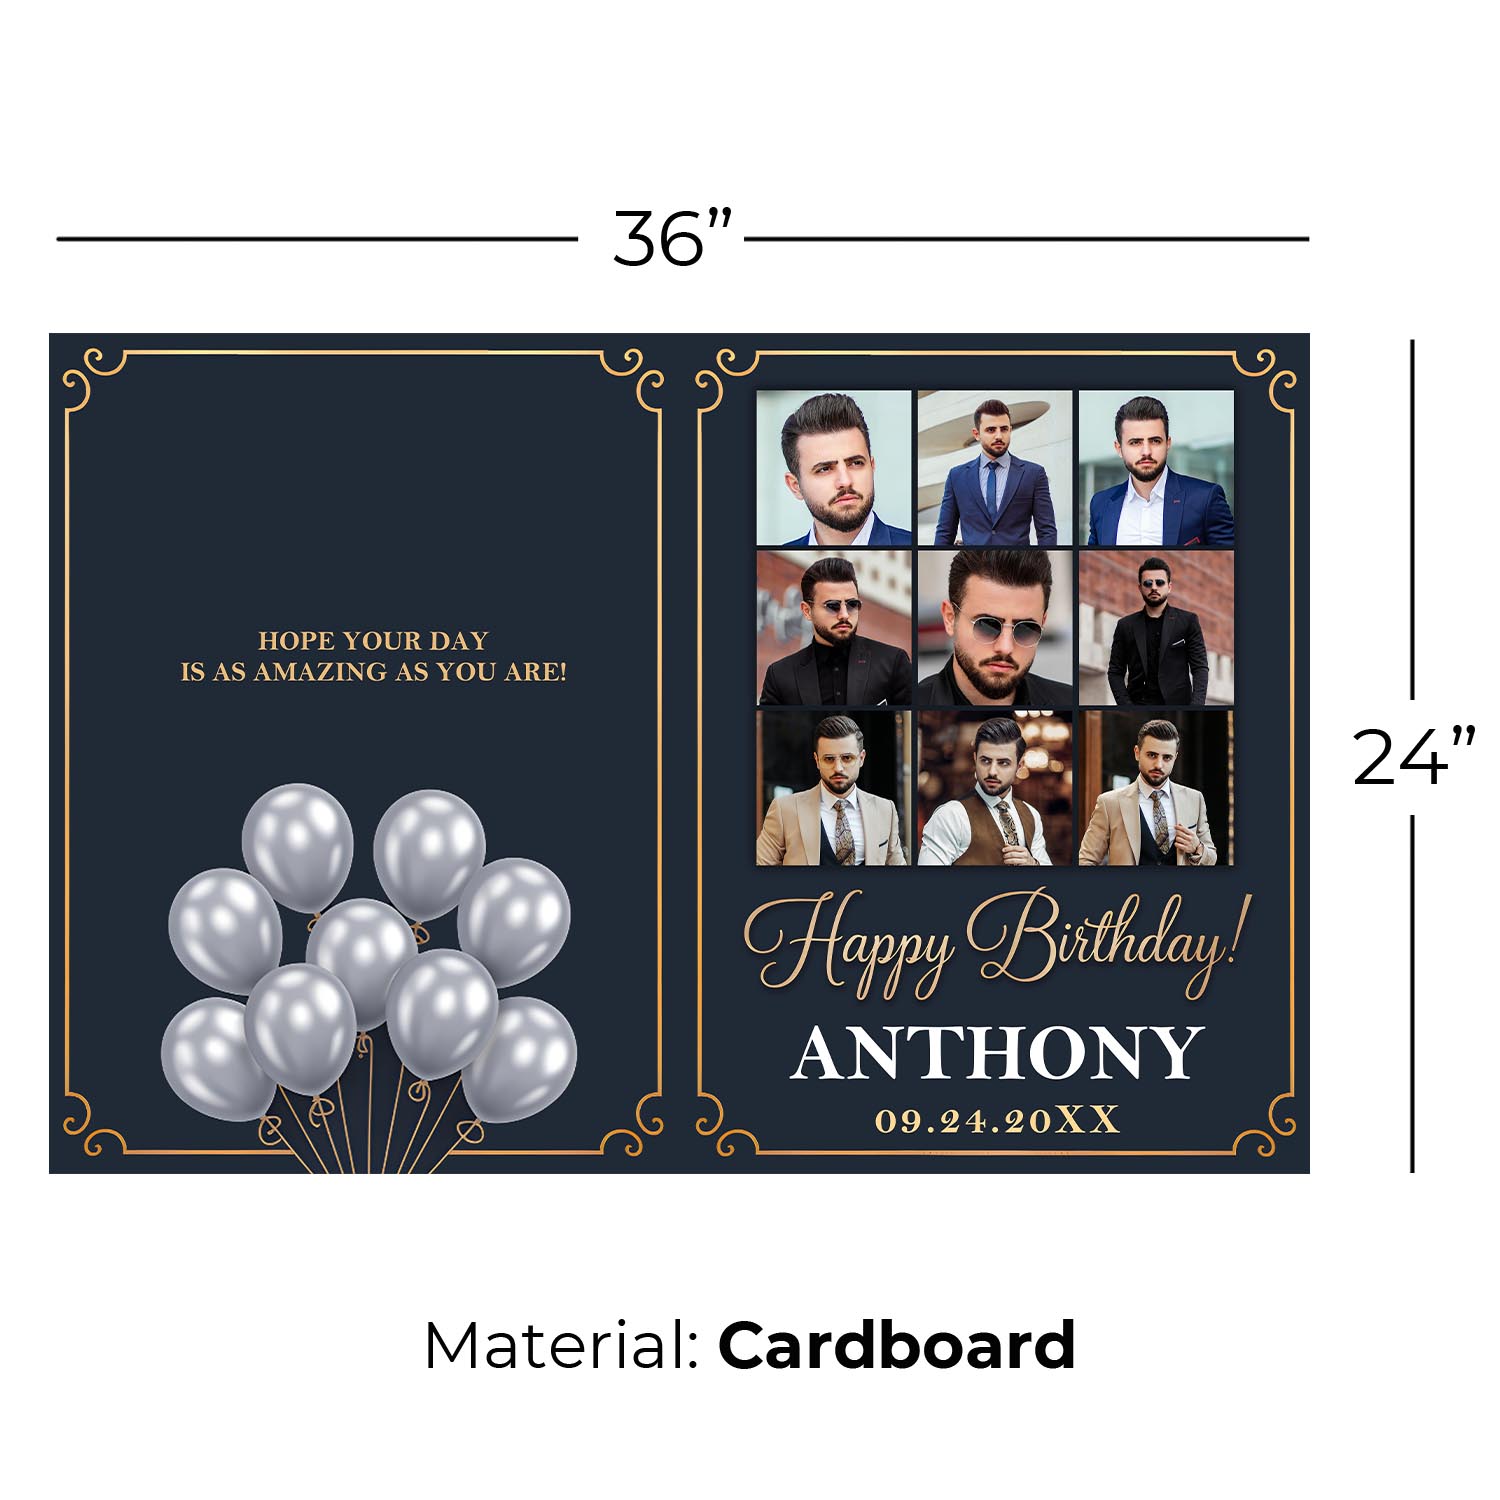 36”
HOPE YOUR DAY
IS AS AMAZING AS YOU ARE!
Happy Birthday!
ANTHONY
09.24.20XX
24”
Material: Cardboard